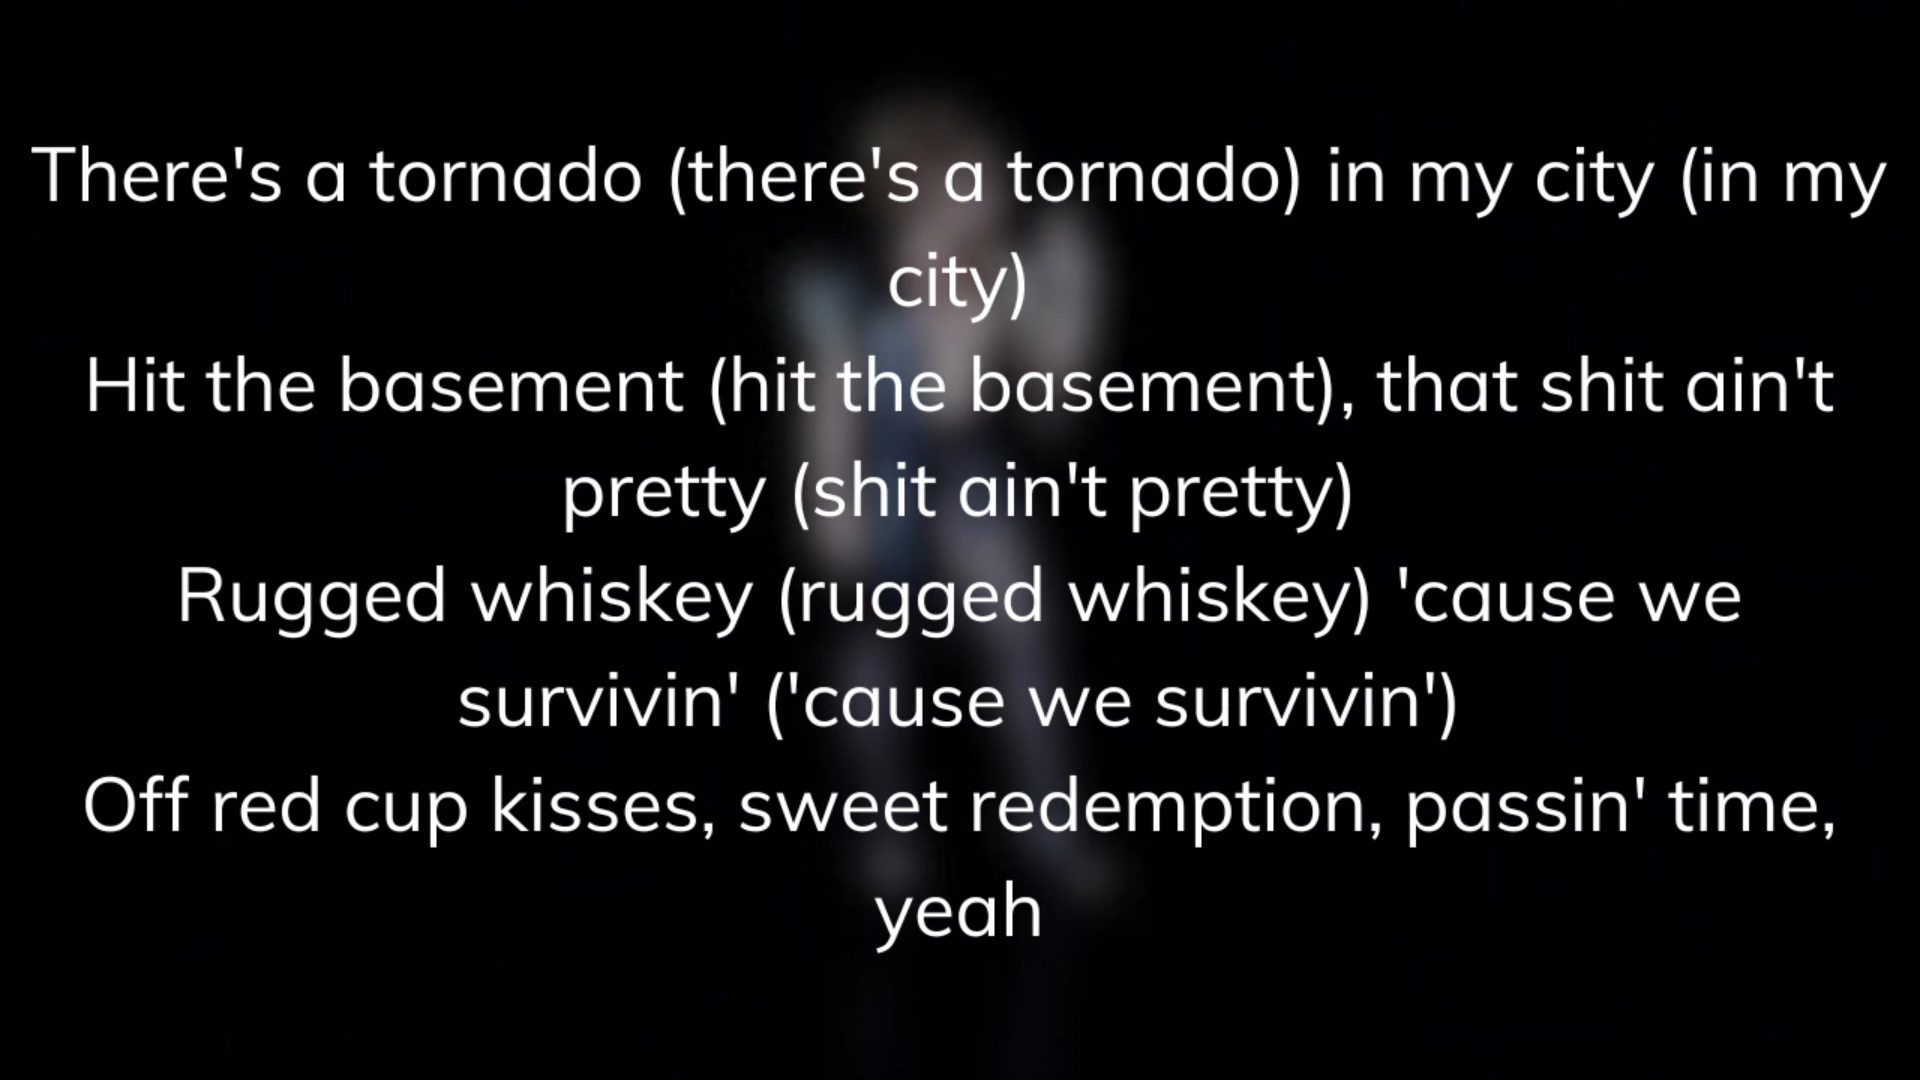 There's a tornado (there's a tornado) in my city (in my
city)
Hit the basement (hit the basement), that shit ain't
pretty (shit ain't pretty)
Rugged whiskey (rugged whiskey) 'cause we
survivin' ('cause we survivin')
Off red cup kisses, sweet redemption, passin' time,
yeah